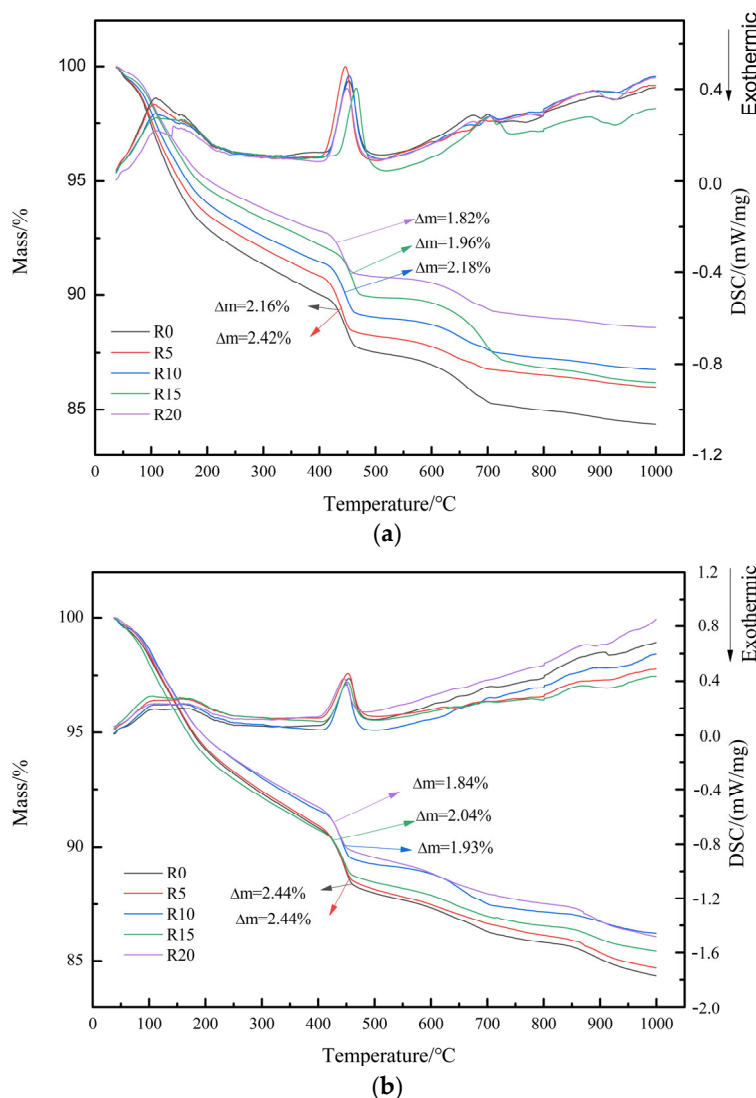 100
95
90
85
Mass/%
0.4
0.0
-0.4
-0.8
-1.2
DSC/(mW/mg)
Exothermic
Δm=1.82%
Δm=1.96%
Δm=2.18%
Δm=2.16%
Δm=2.42%
R0
R5
R10
R15
R20
0 100 200 300 400 500 600 700 800 900 1000
Temperature/°C
(a)
100
95
90
85
Mass/%
1.2
0.8
0.4
0.0
-0.4
-0.8
-1.2
-1.6
-2.0
DSC/(mW/mg)
Exothermic
Δm=1.84%
Δm=2.04%
Δm=1.93%
Δm=2.44%
Δm=2.44%
R0
R5
R10
R15
R20
0 100 200 300 400 500 600 700 800 900 1000
Temperature/°C
(b)